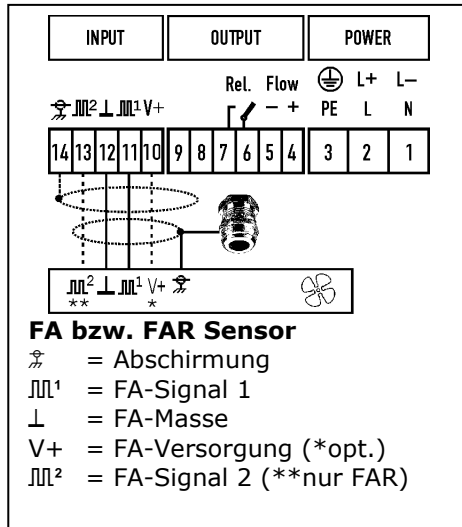 INPUT OUTPUT POWER
Rel. Flow L+ L–
2 1 V+ – + PE L N
14 13 12 11 10 9 8 7 6 5 4 3 2 1
2 1 V+
** *
FA bzw. FAR Sensor
= Abschirmung
1 = FA-Signal 1
⊥ = FA-Masse
V+ = FA-Versorgung (*opt.)
2 = FA-Signal 2 (**nur FAR)